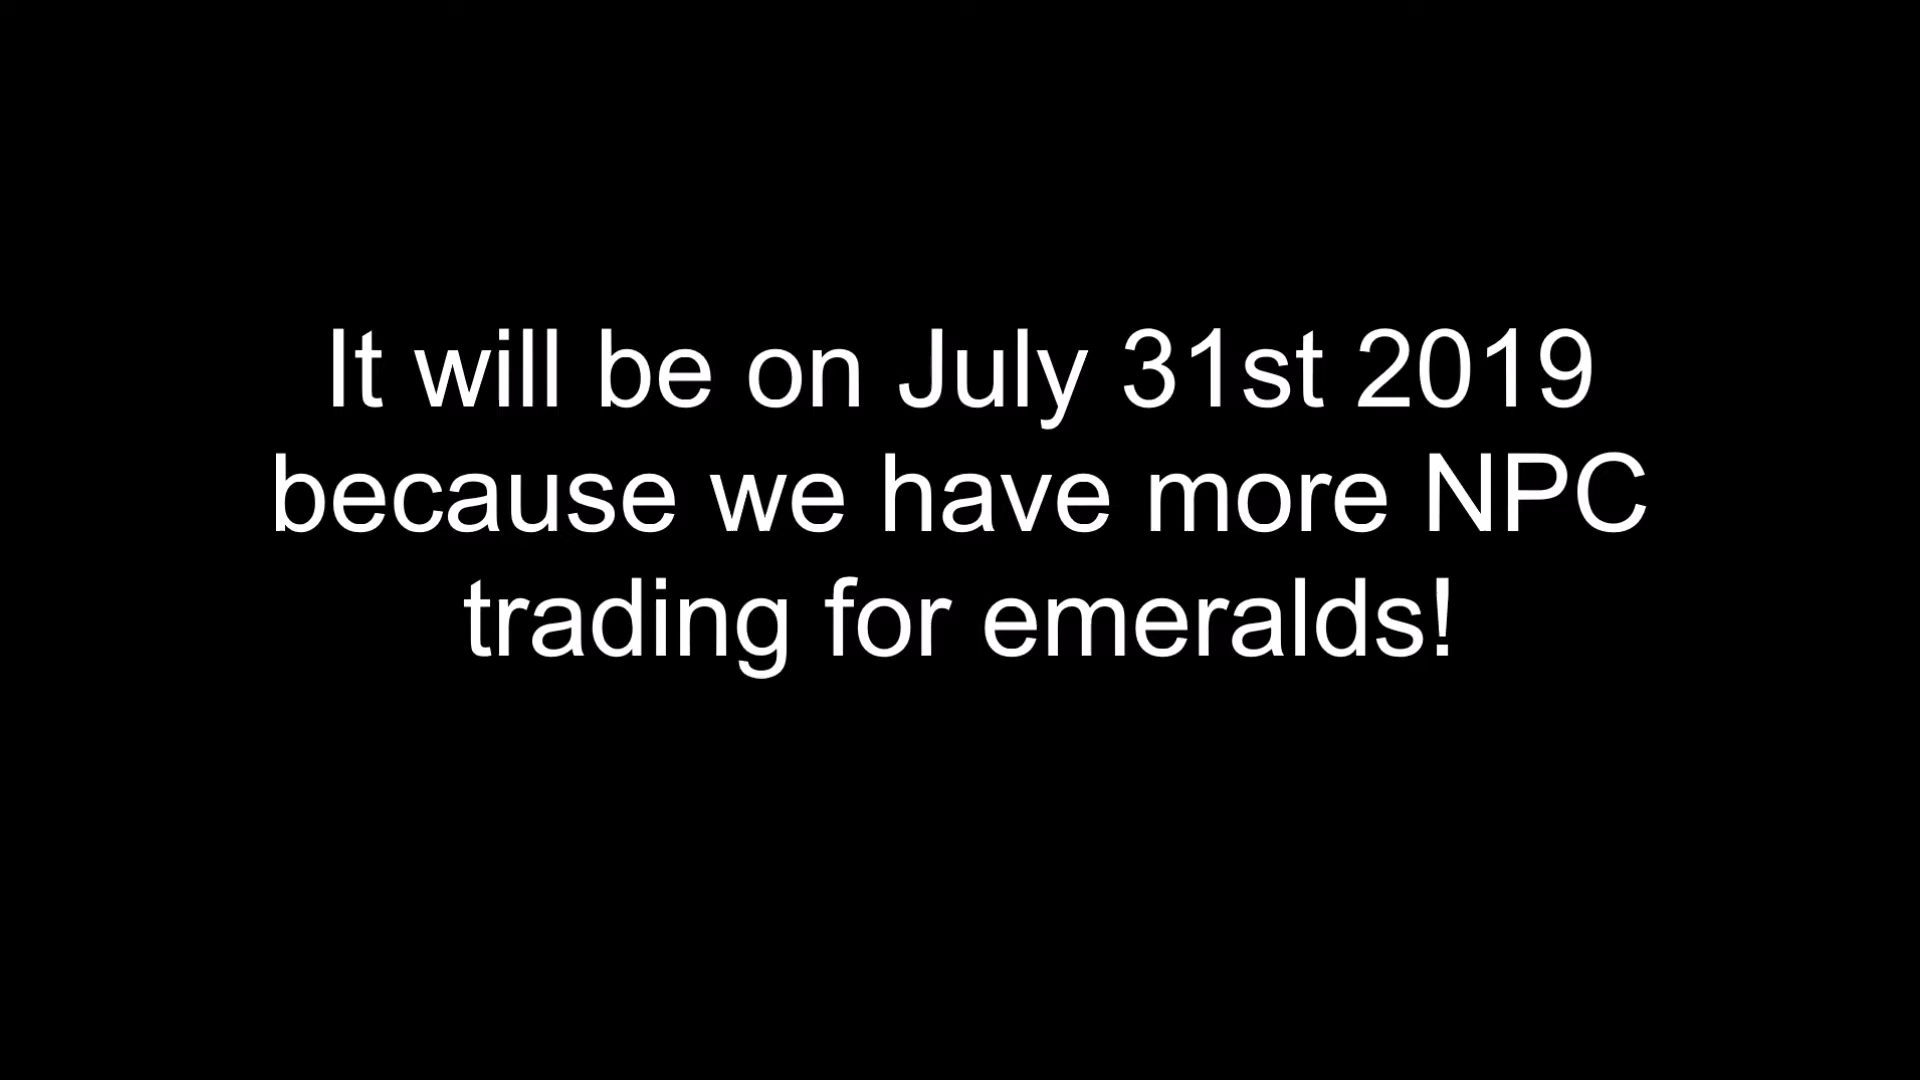 It will be on July 31st 2019
because we have more NPC
trading for emeralds!